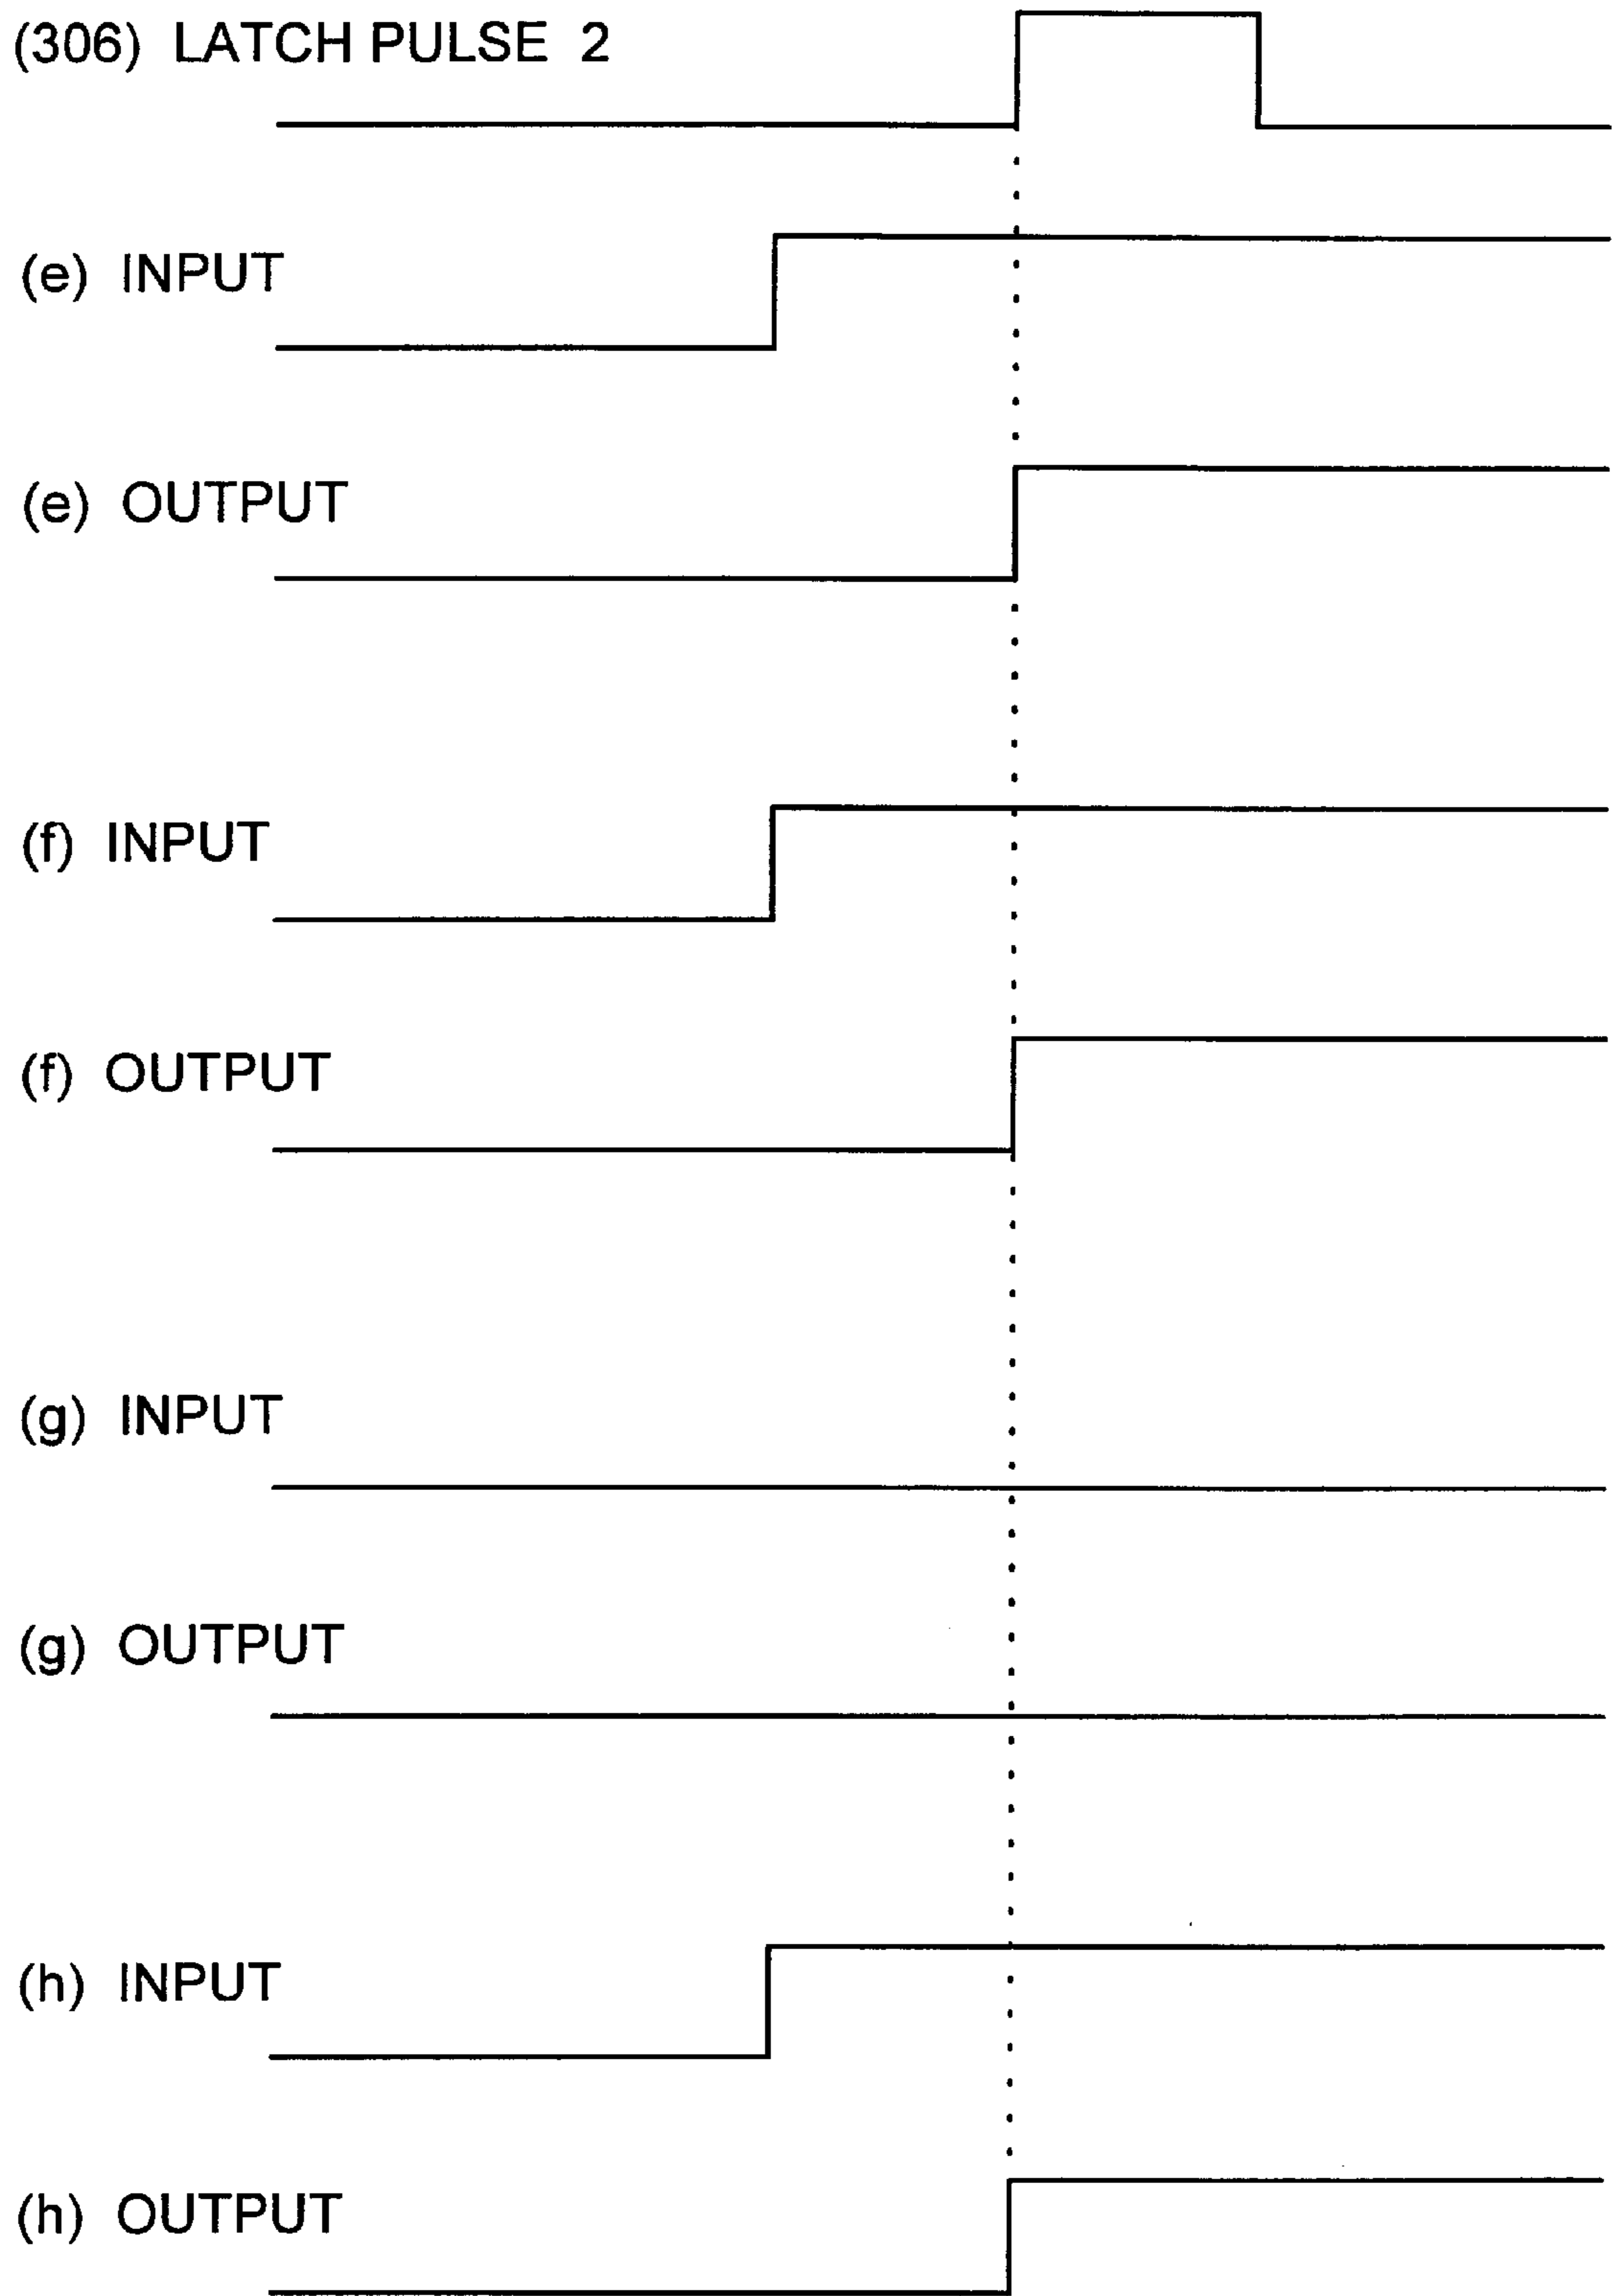 (306) LATCH PULSE 2
(e) INPUT
(e) OUTPUT
(f) INPUT
(f) OUTPUT
(g) INPUT
(g) OUTPUT
(h) INPUT
(h) OUTPUT